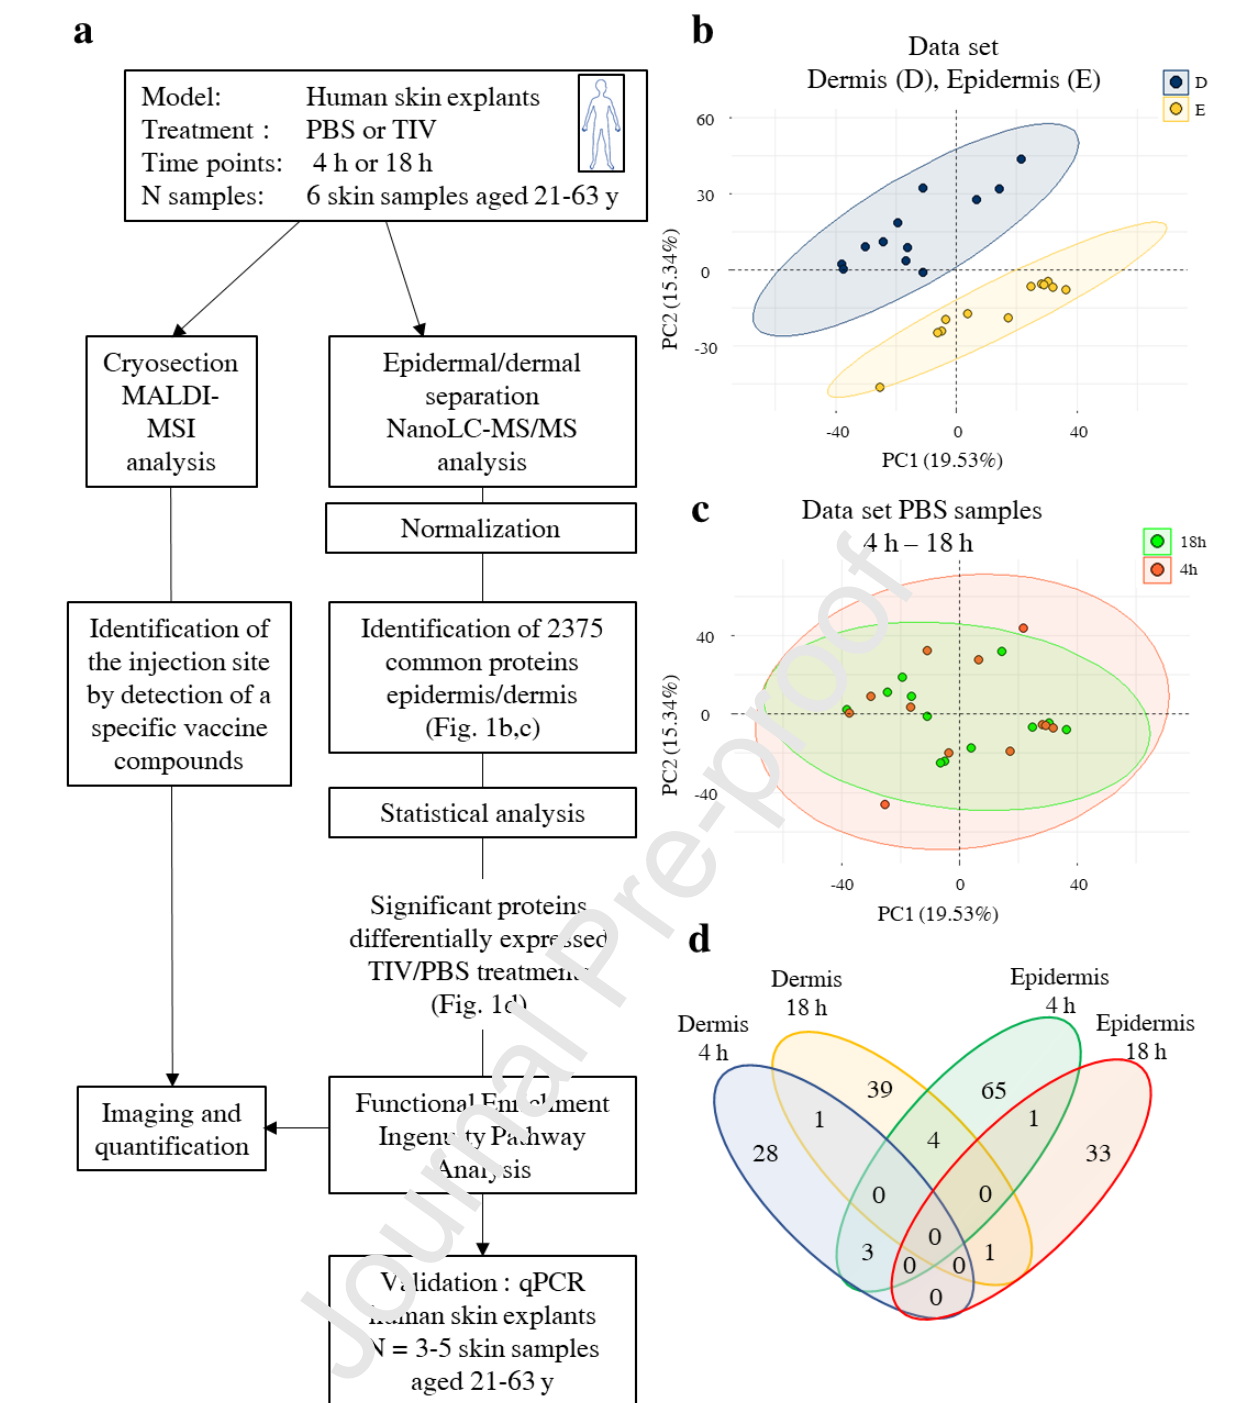 a
Model: Human skin explants
Treatment : PBS or TIV
Time points: 4 h or 18 h
N samples: 6 skin samples aged 21-63 y
Cryosection
MALDI-
MSI
analysis
Epidermal/dermal
separation
NanoLC-MS/MS
analysis
Normalization
Identification of
the injection site
by detection of a
specific vaccine
compounds
Identification of 2375
common proteins
epidermis/dermis
(Fig. 1b,c)
Statistical analysis
Significant proteins
differentially expressed
TIV/PBS treatments
(Fig. 1d)
Imaging and
quantification
Functional Enrichment
Ingenuity Pathway
Analysis
Validation : qPCR
human skin explants
N = 3-5 skin samples
aged 21-63 y
b
Data set
Dermis (D), Epidermis (E)
D
E
60
30
0
-30
PC2 (15.34%)
-40 0 40
PC1 (19.53%)
c
Data set PBS samples
4 h – 18 h
18h
4h
40
0
-40
PC2 (15.34%)
-40 0 40
PC1 (19.53%)
d
Dermis
4 h
Dermis
18 h
Epidermis
4 h
Epidermis
18 h
39 65
1 1
28 4 33
0 0
0
3 1
0 0
0
Journal Pre-proof